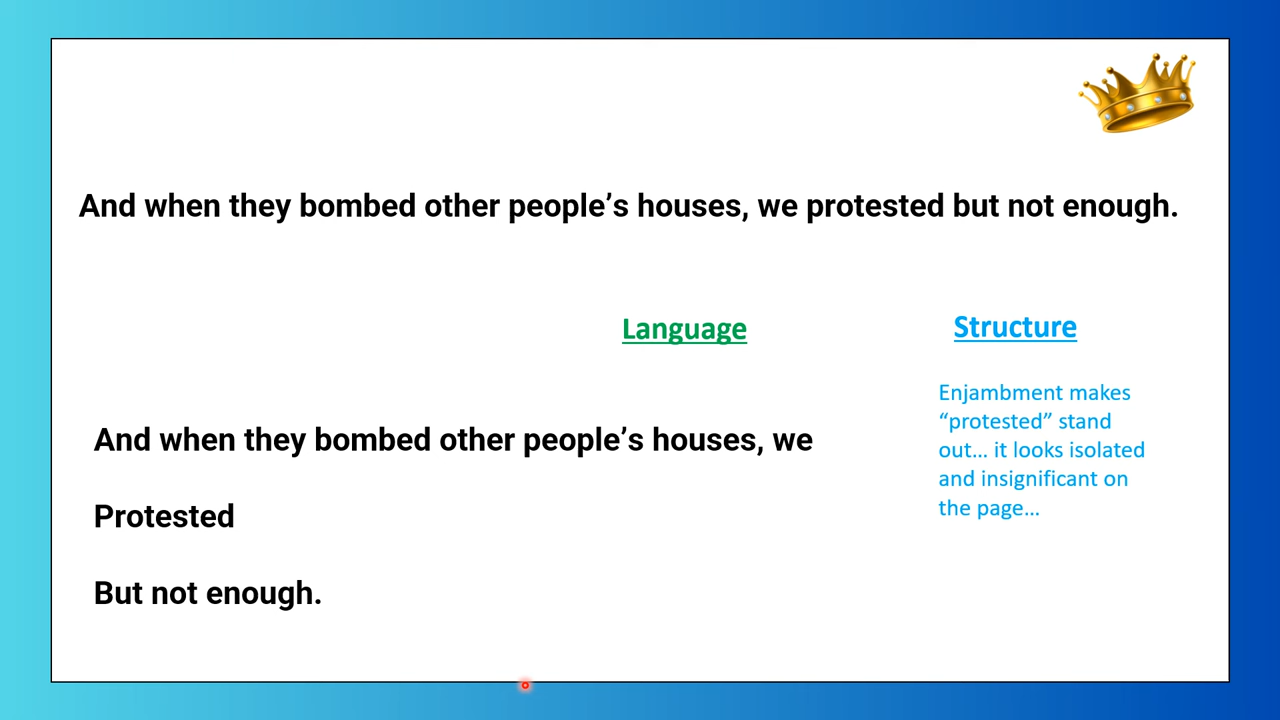 And when they bombed other people’s houses, we protested but not enough.
Language
Structure
And when they bombed other people’s houses, we
Protested
But not enough.
Enjambment makes
“protested” stand
out... it looks isolated
and insignificant on
the page...